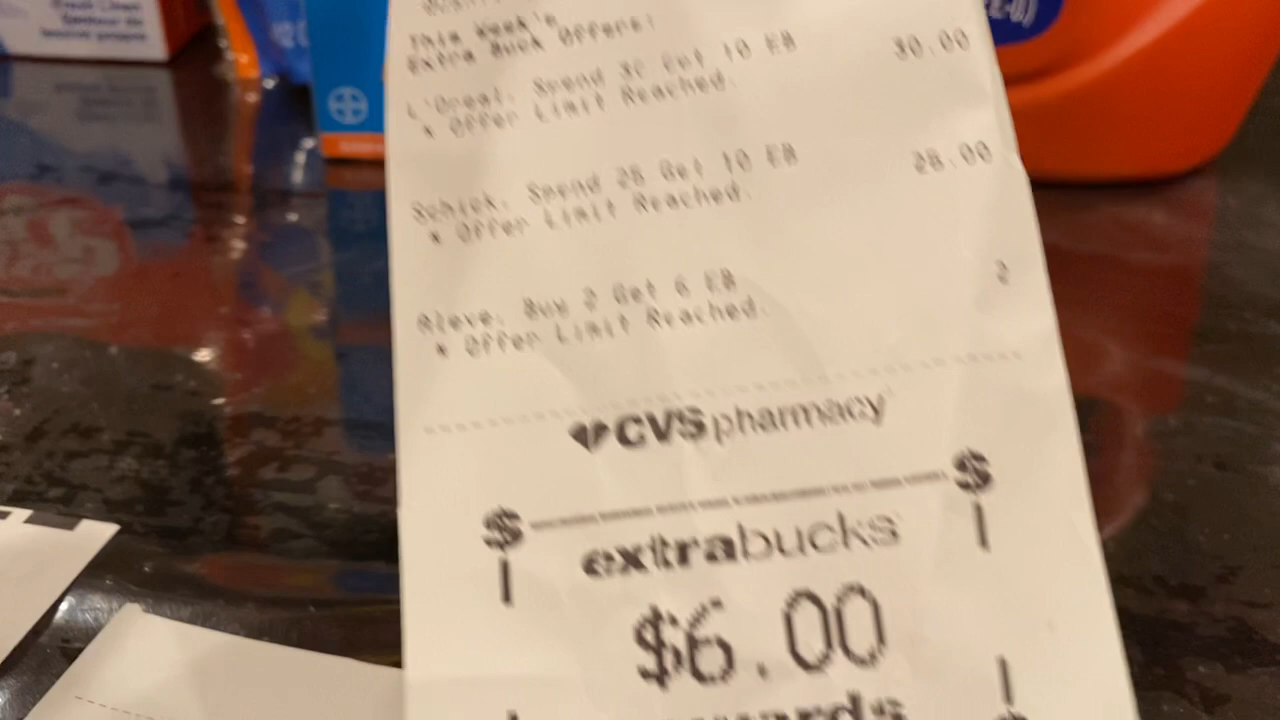 This Week's
Extra Buck Offers:
L'Oreal. Spend 30 Get 10 EB 30.00
* Offer Limit Reached.
Schick. Spend 28 Get 10 EB 28.00
* Offer Limit Reached.
Aleve. Buy 2 Get 6 EB 2
* Offer Limit Reached.
CVS pharmacy
$ $
extrabucks
$6.00